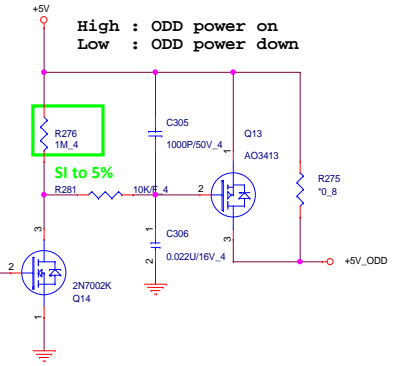 +5V
High : ODD power on
Low : ODD power down
C305
1000P/50V_4
Q13
AO3413
1
R276
1M_4
SI to 5%
R281
10K/F_4
2
R275
*0_8
3
1
C306
0.022U/16V_4
2
3
+5V_ODD
2
2N7002K
Q14
1